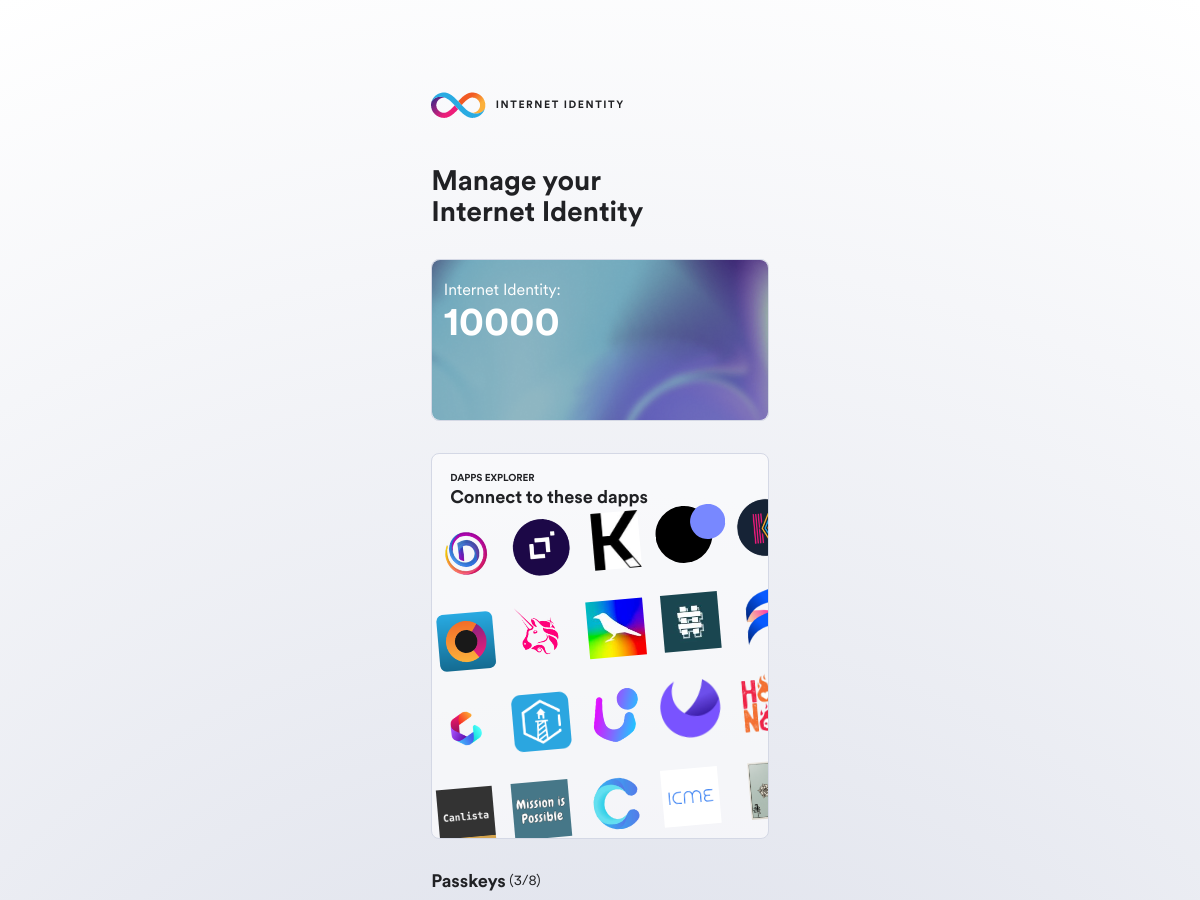 INTERNET IDENTITY
Manage your
Internet Identity
Internet Identity:
10000
DAPPS EXPLORER
Connect to these dapps
K
Canlista
Mission is
Possible
ICME
Passkeys (3/8)